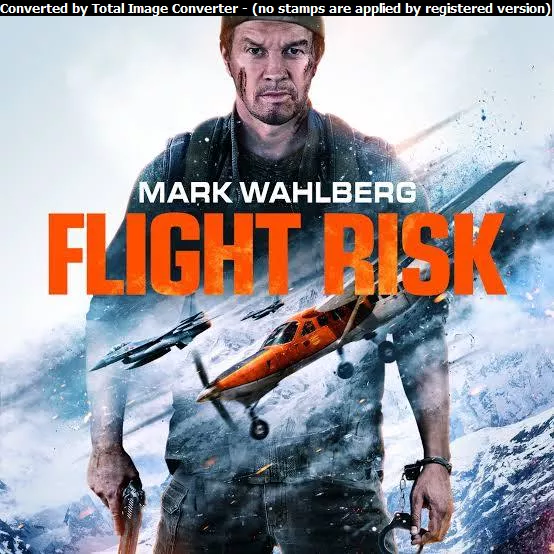 Converted by Total Image Converter - (no stamps are applied by registered version)
MARK WAHLBERG
FLIGHT RISK